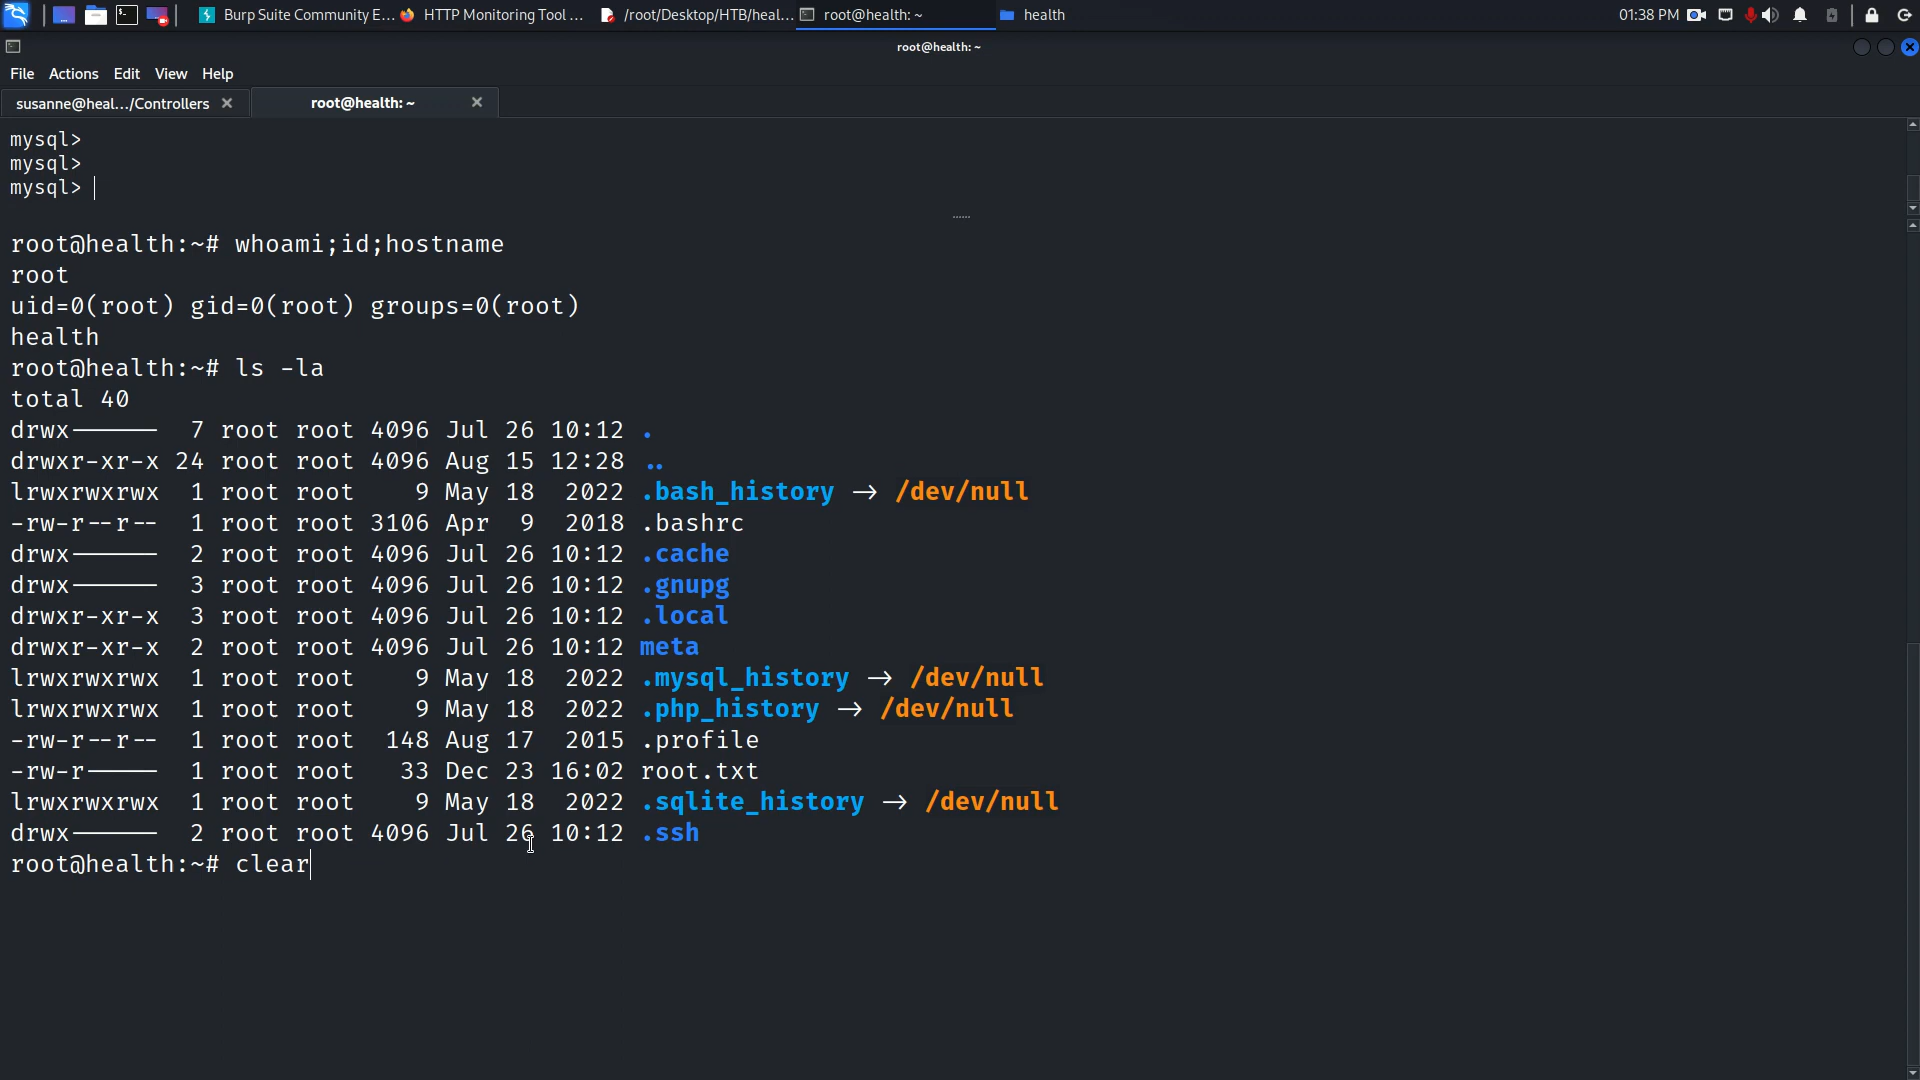 Burp Suite Community E... HTTP Monitoring Tool ... /root/Desktop/HTB/heal... root@health: ~ health 01:38 PM
root@health: ~
File Actions Edit View Help
susanne@heal.../Controllers root@health: ~
mysql>
mysql>
mysql>
root@health:~# whoami;id;hostname
root
uid=0(root) gid=0(root) groups=0(root)
health
root@health:~# ls -la
total 40
drwx------ 7 root root 4096 Jul 26 10:12 .
drwxr-xr-x 24 root root 4096 Aug 15 12:28 ..
lrwxrwxrwx 1 root root 9 May 18 2022 .bash_history -> /dev/null
-rw-r--r-- 1 root root 3106 Apr 9 2018 .bashrc
drwx------ 2 root root 4096 Jul 26 10:12 .cache
drwx------ 3 root root 4096 Jul 26 10:12 .gnupg
drwxr-xr-x 3 root root 4096 Jul 26 10:12 .local
drwxr-xr-x 2 root root 4096 Jul 26 10:12 meta
lrwxrwxrwx 1 root root 9 May 18 2022 .mysql_history -> /dev/null
lrwxrwxrwx 1 root root 9 May 18 2022 .php_history -> /dev/null
-rw-r--r-- 1 root root 148 Aug 17 2015 .profile
-rw-r----- 1 root root 33 Dec 23 16:02 root.txt
lrwxrwxrwx 1 root root 9 May 18 2022 .sqlite_history -> /dev/null
drwx------ 2 root root 4096 Jul 26 10:12 .ssh
root@health:~# clear